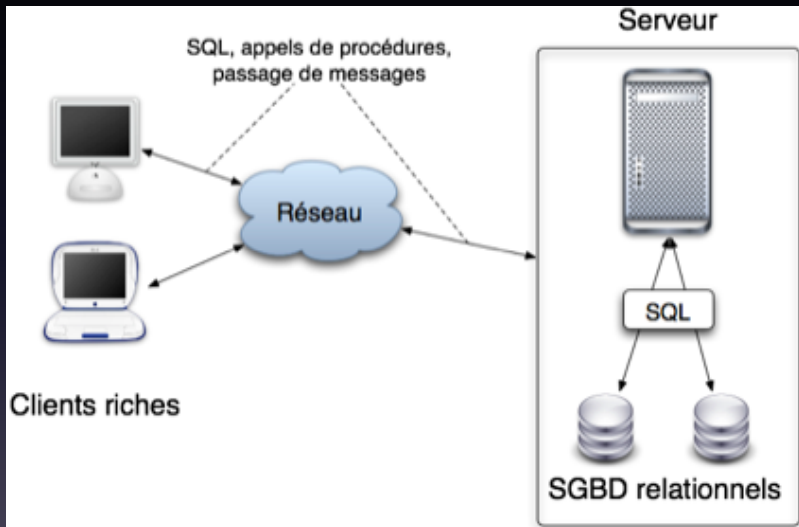 Serveur
SQL, appels de procédures,
passage de messages
Réseau
SQL
Clients riches
SGBD relationnels